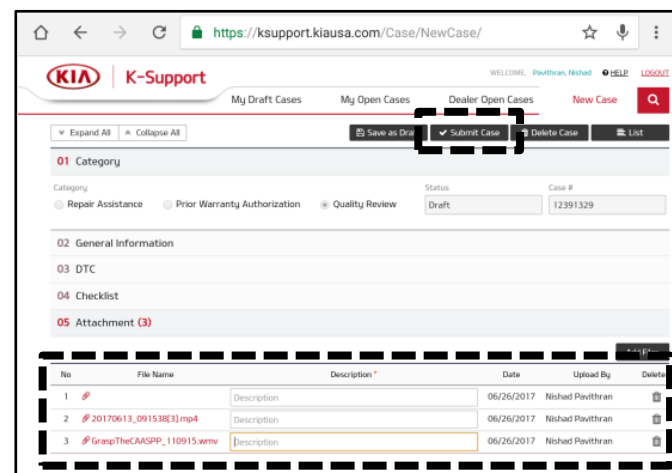 https://ksupport.kiausa.com/Case/NewCase/
KIA K-Support
WELCOME, Pavithran, Nishad HELP LOGOUT
My Draft Cases My Open Cases Dealer Open Cases New Case
Expand All Collapse All Save as Draft Submit Case Delete Case List
01 Category
Category Status Case #
Repair Assistance Prior Warranty Authorization Quality Review Draft 12391329
02 General Information
03 DTC
04 Checklist
05 Attachment (3)
Add Files
No File Name Description * Date Upload By Delete
1 Description 06/26/2017 Nishad Pavithran
2 20170613_091538[3].mp4 Description 06/26/2017 Nishad Pavithran
3 GraspTheCAASPP_110915.wmv Description 06/26/2017 Nishad Pavithran